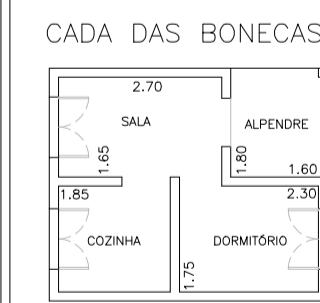 CADA DAS BONECAS
2.70
SALA
ALPENDRE
1.65
1.80
1.60
1.85
2.30
COZINHA
DORMITÓRIO
1.75